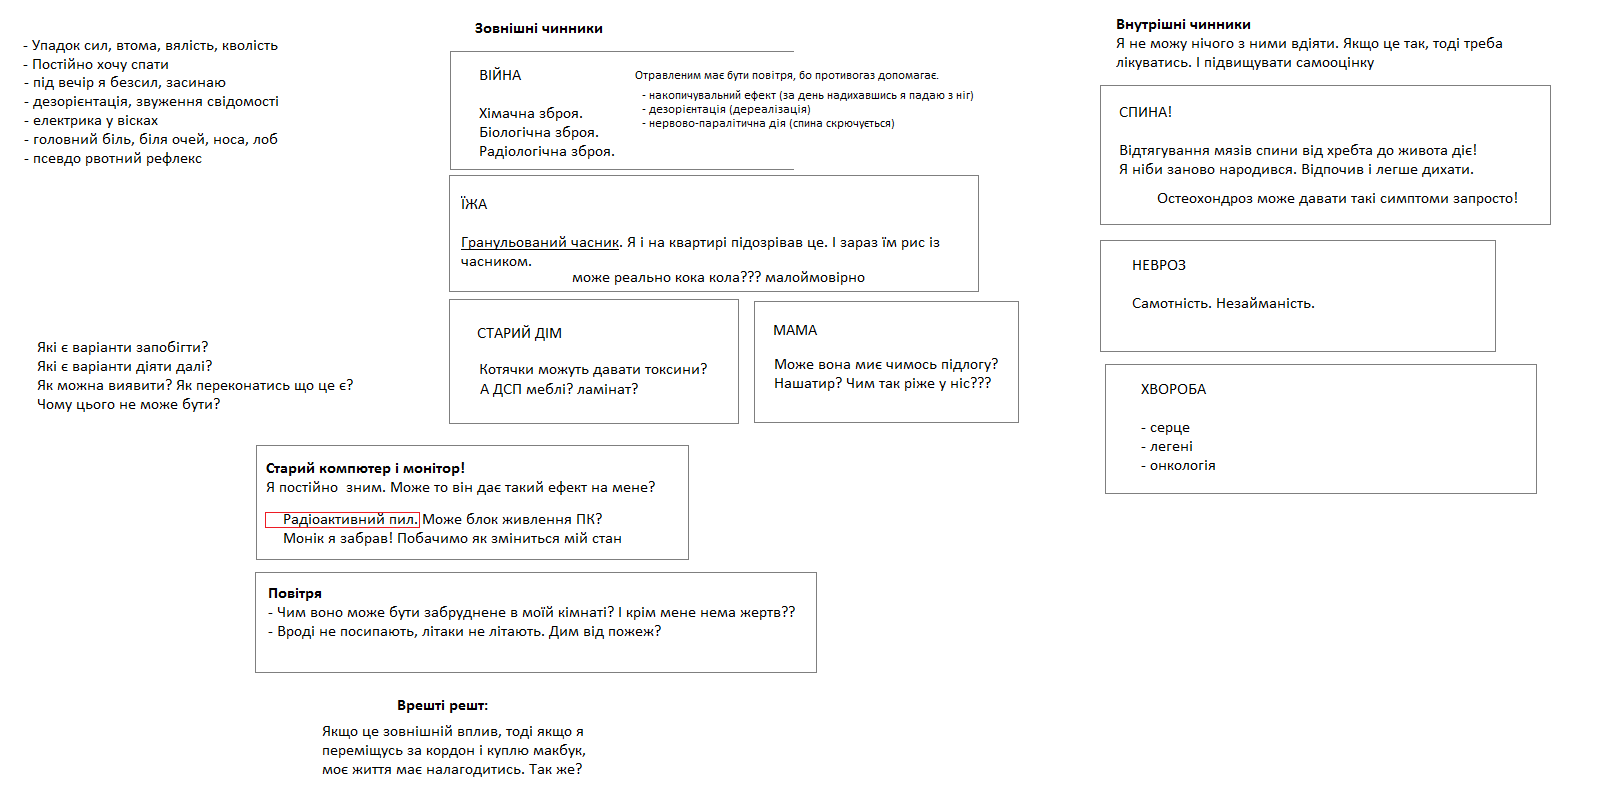 - Упадок сил, втома, вялість, кволість
- Постійно хочу спати
- під вечір я безсил, засинаю
- дезорієнтація, звуження свідомості
- електрика у вісках
- головний біль, біля очей, носа, лоб
- псевдо рвотний рефлекс
Які є варіанти запобігти?
Які є варіанти діяти далі?
Як можна виявити? Як переконатись що це є?
Чому цього не може бути?
Зовнішні чинники
ВІЙНА
Хімачна зброя.
Біологічна зброя.
Радіологічна зброя.
Отравленим має бути повітря, бо противогаз допомагає.
- накопичувальний ефект (за день надихавшись я падаю з ніг)
- дезорієнтація (дереалізація)
- нервово-паралітична дія (спина скрючується)
ЇЖА
Гранульований часник. Я і на квартирі підозрівав це. І зараз їм рис із
часником.
може реально кока кола??? малоймовірно
СТАРИЙ ДІМ
Котячки можуть давати токсини?
А ДСП меблі? ламінат?
МАМА
Може вона миє чимось підлогу?
Нашатир? Чим так ріже у ніс???
Старий компютер і монітор!
Я постійно  зним. Може то він дає такий ефект на мене?
Радіоактивний пил. Може блок живлення ПК?
Монік я забрав! Побачимо як зміниться мій стан
Повітря
- Чим воно може бути забруднене в моїй кімнаті? І крім мене нема жертв??
- Вроді не посипають, літаки не літають. Дим від пожеж?
Врешті решт:
Якщо це зовнішній вплив, тоді якщо я
переміщусь за кордон і куплю макбук,
моє життя має налагодитись. Так же?
Внутрішні чинники
Я не можу нічого з ними вдіяти. Якщо це так, тоді треба
лікуватись. І підвищувати самооцінку
СПИНА!
Відтягування мязів спини від хребта до живота діє!
Я ніби заново народився. Відпочив і легше дихати.
Остеохондроз може давати такі симптоми запросто!
НЕВРОЗ
Самотність. Незайманість.
ХВОРОБА
- серце
- легені
- онкологія